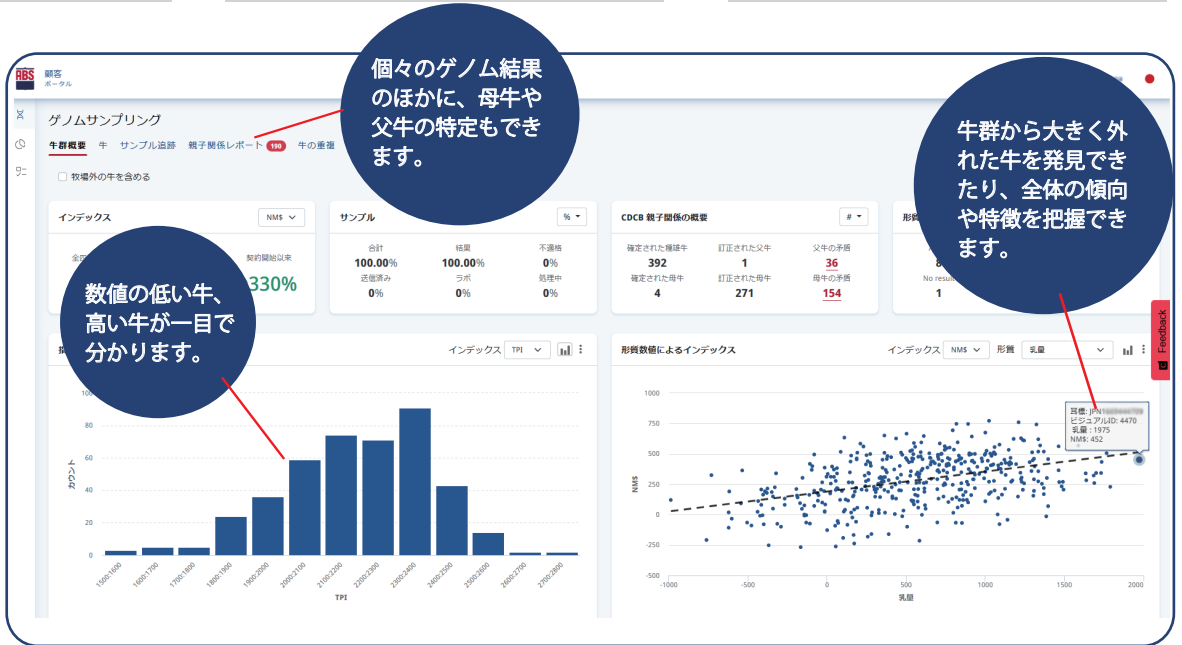 ABS
顧客
ポータル
個々のゲノム結果
のほかに、母牛や
父牛の特定もでき
ます。
牛群から大きく外
れた牛を発見でき
たり、全体の傾向
や特徴を把握でき
ます。
ゲノムサンプリング
牛群概要 牛 サンプル追跡 親子関係レポート 190 牛の重複
牧場外の牛を含める
インデックス NM$
契約開始以来
330%
数値の低い牛、
高い牛が一目で
分かります。
サンプル % 
合計 結果 不適格
100.00% 100.00% 0%
送信済み ラボ 処理中
0% 0% 0%
CDCB 親子関係の概要 #
確定された種雄牛 訂正された父牛 父牛の矛盾
392 1 36
確定された母牛 訂正された母牛 母牛の矛盾
4 271 154
形質
No
1
Feedback
インデックス TPI
カウント
80
60
40
20
0
1500:1600 1600:1700 1700:1800 1800:1900 1900:2000 2000:2100 2100:2200 2200:2300 2300:2400 2400:2500 2500:2600 2600:2700 2700:2800
TPI
形質数値によるインデックス インデックス NM$ 形質 乳量
耳標: JPN
ビジュアルID: 4470
乳量 : 1975
NM$: 452
NM$
1000
750
500
250
0
-250
-500
-1000 -500 0 500 1000 1500 2000
乳量